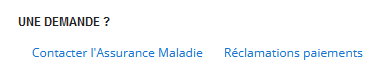 UNE DEMANDE ?
Contacter l'Assurance Maladie Réclamations paiements